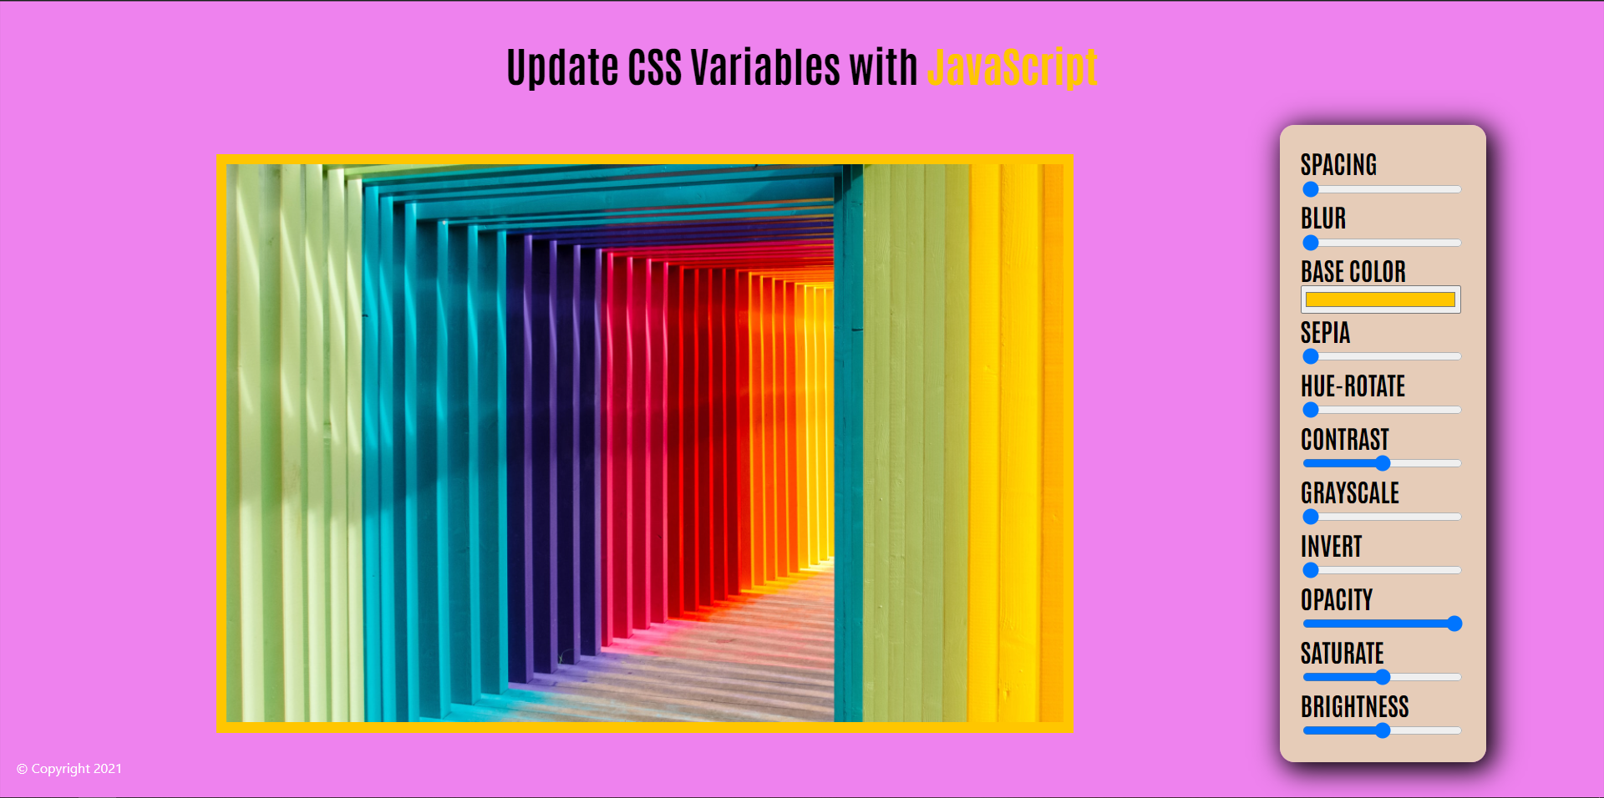 Update CSS Variables with JavaScript
SPACING
BLUR
BASE COLOR
SEPIA
HUE-ROTATE
CONTRAST
GRAYSCALE
INVERT
OPACITY
SATURATE
BRIGHTNESS
© Copyright 2021